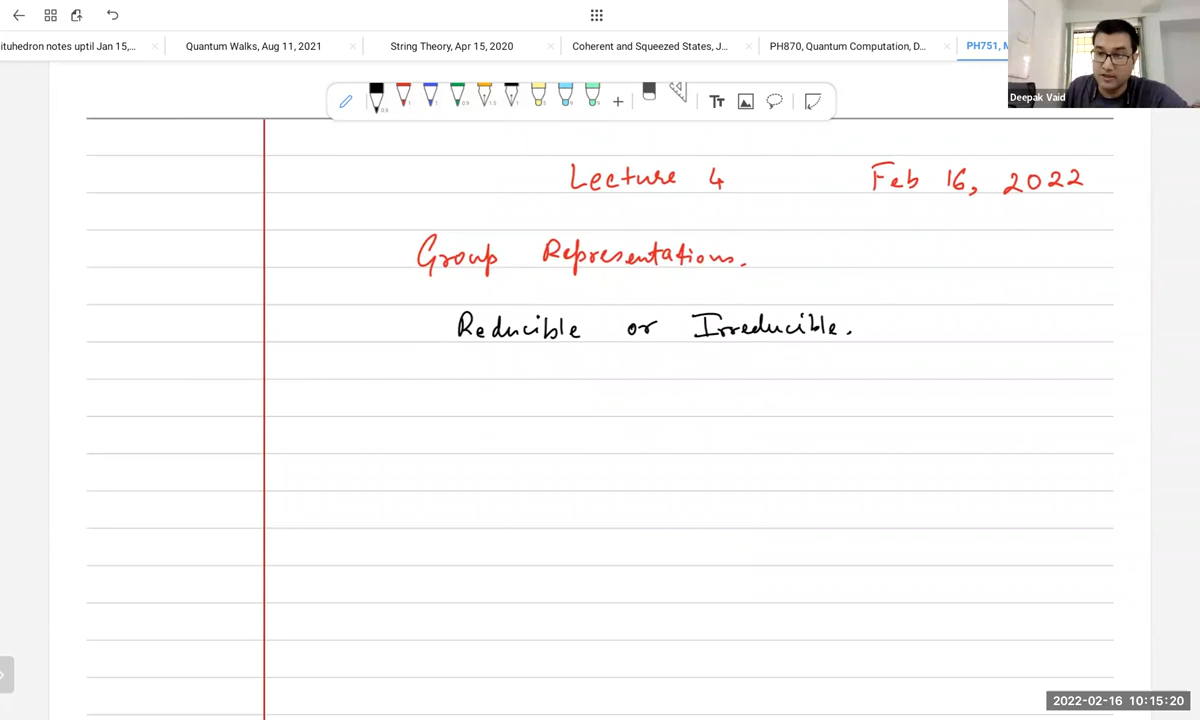 ituhedron notes uptil Jan 15,... Quantum Walks, Aug 11, 2021 String Theory, Apr 15, 2020 Coherent and Squeezed States, J... PH870, Quantum Computation, D... PH751, M
Deepak Vaid
Tт
Lecture 4 Feb 16, 2022
Group Representations.
Reducible or Irreducible.
2022-02-16 10:15:20